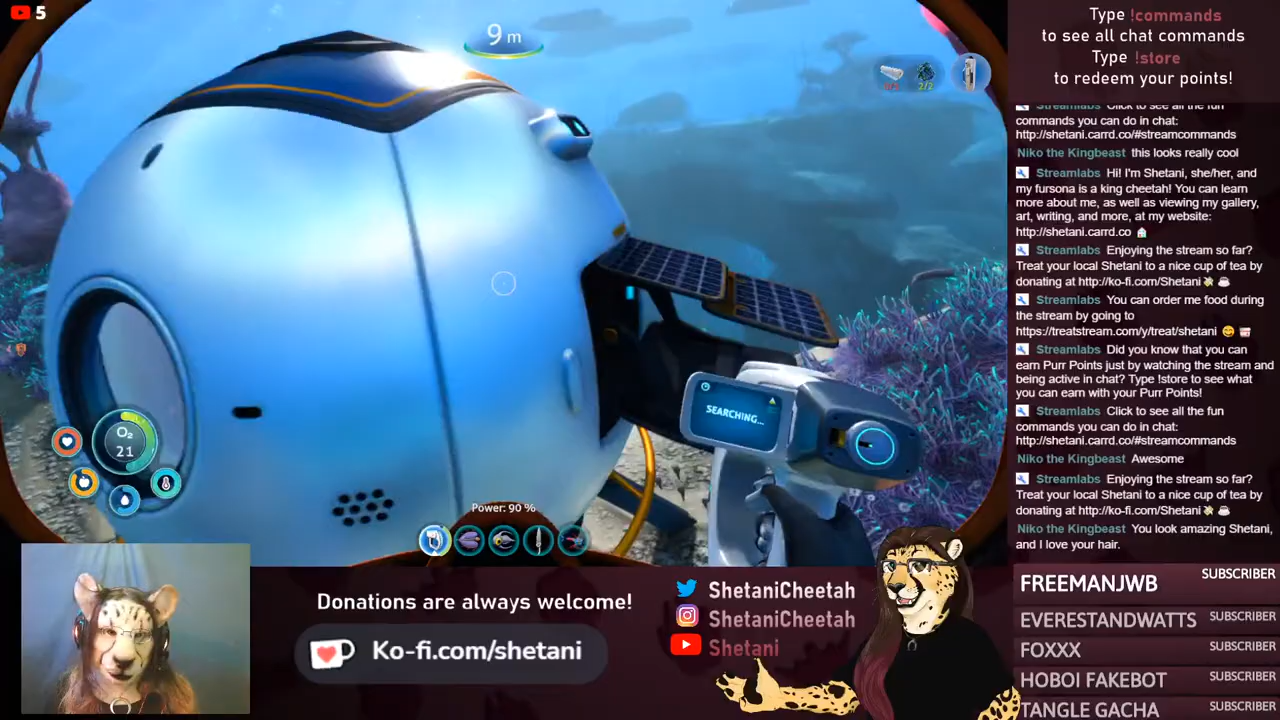 5
9 m
2/2
SEARCHING...
O₂
21
Power: 90 %
Donations are always welcome!
Ko-fi.com/shetani
ShetaniCheetah
ShetaniCheetah
Shetani
Type !commands
to see all chat commands
Type !store
to redeem your points!
Streamlabs Click to see all the fun
commands you can do in chat:
http://shetani.carrd.co/#streamcommands
Niko the Kingbeast this looks really cool
Streamlabs Hi! I'm Shetani, she/her, and
my fursona is a king cheetah! You can learn
more about me, as well as viewing my gallery,
art, writing, and more, at my website:
http://shetani.carrd.co
Streamlabs Enjoying the stream so far?
Treat your local Shetani to a nice cup of tea by
donating at http://ko-fi.com/Shetani
Streamlabs You can order me food during
the stream by going to
https://treatstream.com/y/treat/shetani
Streamlabs Did you know that you can
earn Purr Points just by watching the stream and
being active in chat? Type !store to see what
you can earn with your Purr Points!
Streamlabs Click to see all the fun
commands you can do in chat:
http://shetani.carrd.co/#streamcommands
Niko the Kingbeast Awesome
Streamlabs Enjoying the stream so far?
Treat your local Shetani to a nice cup of tea by
donating at http://ko-fi.com/Shetani
Niko the Kingbeast You look amazing Shetani,
and I love your hair.
FREEMANJWB SUBSCRIBER
EVERESTANDWATTS SUBSCRIBER
FOXXX SUBSCRIBER
HOBOI FAKEBOT SUBSCRIBER
TANGLE GACHA SUBSCRIBER